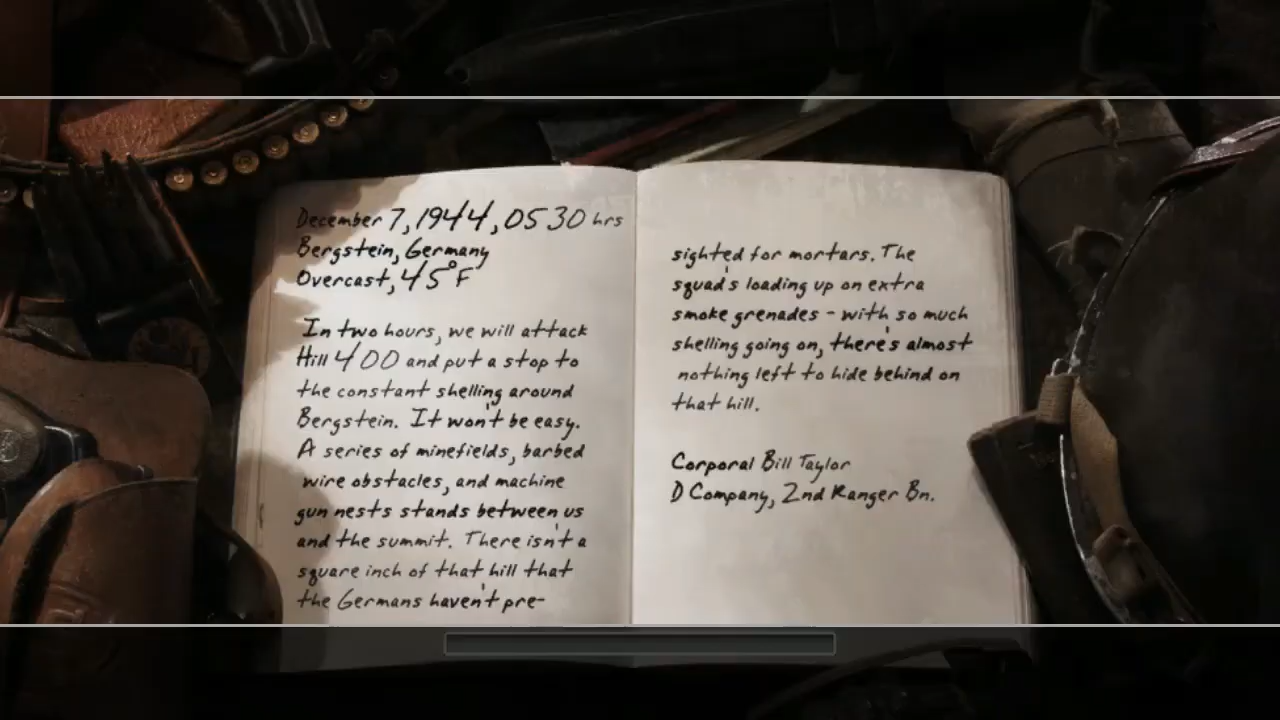 December 7, 1944, 0530 hrs
Bergstein, Germany
Overcast, 45°F
In two hours, we will attack
Hill 400 and put a stop to
the constant shelling around
Bergstein. It won't be easy.
A series of minefields, barbed
wire obstacles, and machine
gun nests stands between us
and the summit. There isn't a
square inch of that hill that
the Germans haven't pre-
sighted for mortars. The
squad's loading up on extra
smoke grenades - with so much
shelling going on, there's almost
nothing left to hide behind on
that hill.
Corporal Bill Taylor
D Company, 2nd Ranger Bn.